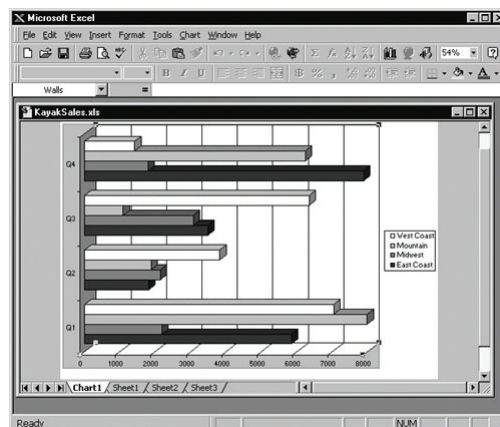 Microsoft Excel
File Edit View Insert Format Tools Chart Window Help
54%
B I U $ % ,
Walls =
KayakSales.xls
Q4
Q3
Q2
Q1
West Coast
Mountain
Midwest
East Coast
0 1000 2000 3000 4000 5000 6000 7000 8000
Chart1 Sheet1 Sheet2 Sheet3
Ready NUM